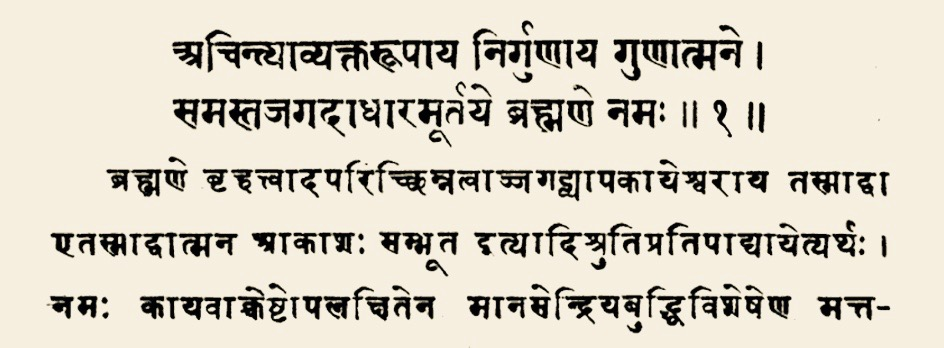 अचिन्त्याव्यक्तरूपाय निर्गुणाय गुणात्मने ।
समस्तजगदाधारमूर्तये ब्रह्मणे नमः ॥ १ ॥
ब्रह्मणे बृहत्त्वादपरिच्छिन्नत्वाज्जगद्व्यापकायेश्वराय तस्माद्वा
एतस्मादात्मन आकाशः सम्भूत इत्यादिश्रुतिप्रतिपाद्यायेत्यर्थः ।
नमः कायवाक्चेष्टोपलक्षितेन मानसेन्द्रियबुद्धिविशेषेण मत्त-